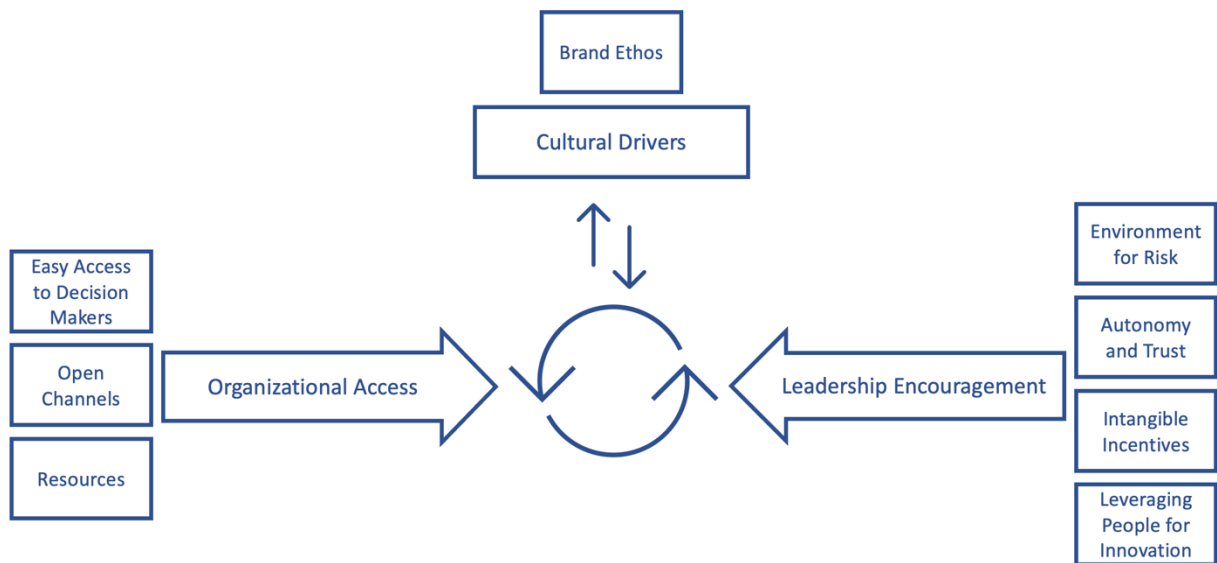 Brand Ethos
Cultural Drivers
Easy Access
to Decision
Makers
Open
Channels
Resources
Organizational Access
Leadership Encouragement
Environment
for Risk
Autonomy
and Trust
Intangible
Incentives
Leveraging
People for
Innovation